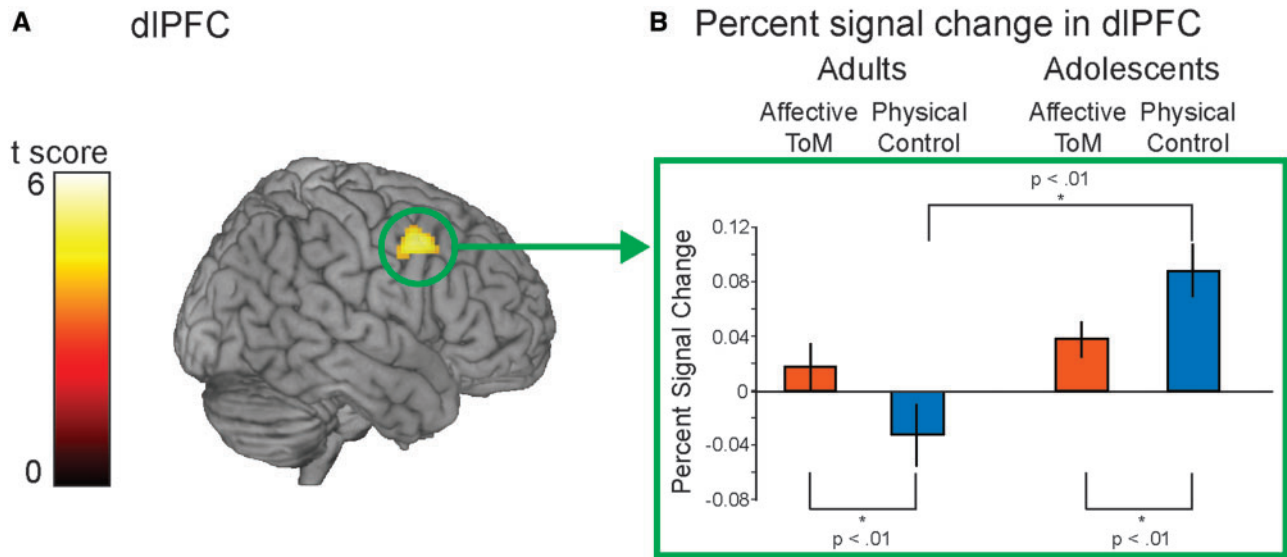 A dlPFC
t score
6
0
B Percent signal change in dlPFC
Adults Adolescents
Affective Physical Affective Physical
ToM Control ToM Control
p < .01
*
Percent Signal Change
0.12
0.08
0.04
0
-0.04
-0.08
* *
p < .01 p < .01